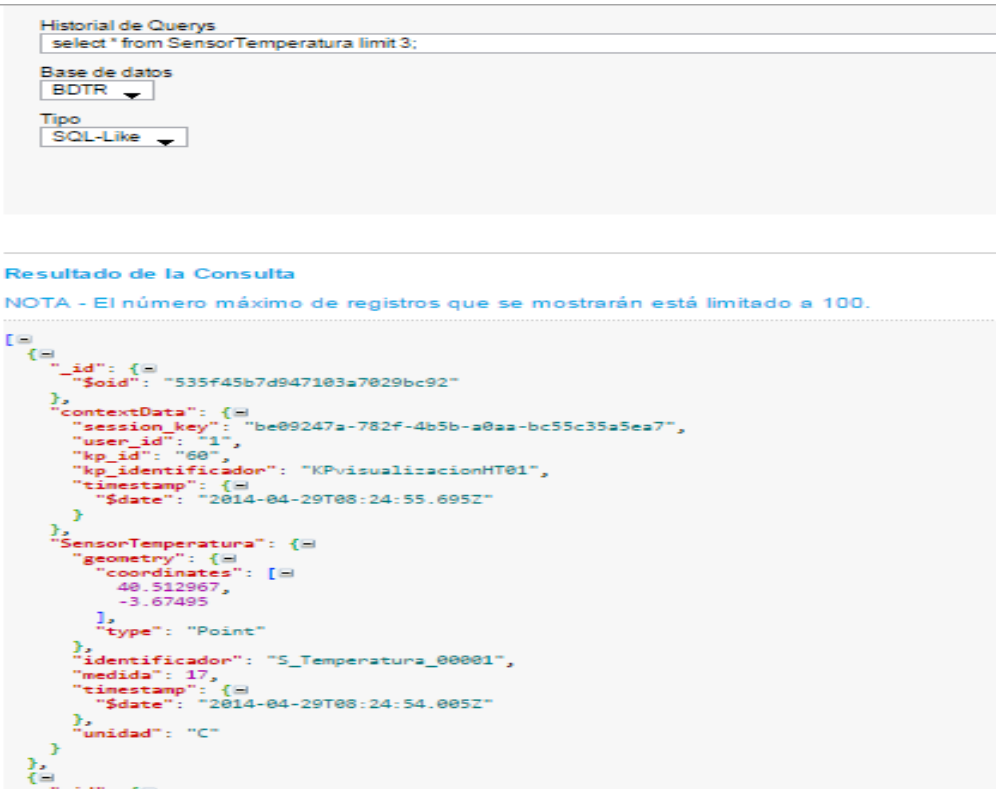 Historial de Querys
select * from SensorTemperatura limit 3;
Base de datos
BDTR
Tipo
SQL-Like
Resultado de la Consulta
NOTA - El número máximo de registros que se mostrarán está limitado a 100.
[
{
"_id": {
"$oid": "535f45b7d947103a7029bc92"
},
"contextData": {
"session_key": "be09247a-782f-4b5b-a0aa-bc55c35a5ea7",
"user_id": "1",
"kp_id": "60",
"kp_identificador": "KPvisualizacionHT01",
"timestamp": {
"$date": "2014-04-29T08:24:55.695Z"
}
},
"SensorTemperatura": {
"geometry": {
"coordinates": [
40.512967,
-3.67495
],
"type": "Point"
},
"identificador": "S_Temperatura_00001",
"medida": 17,
"timestamp": {
"$date": "2014-04-29T08:24:54.005Z"
},
"unidad": "C"
}
},
{